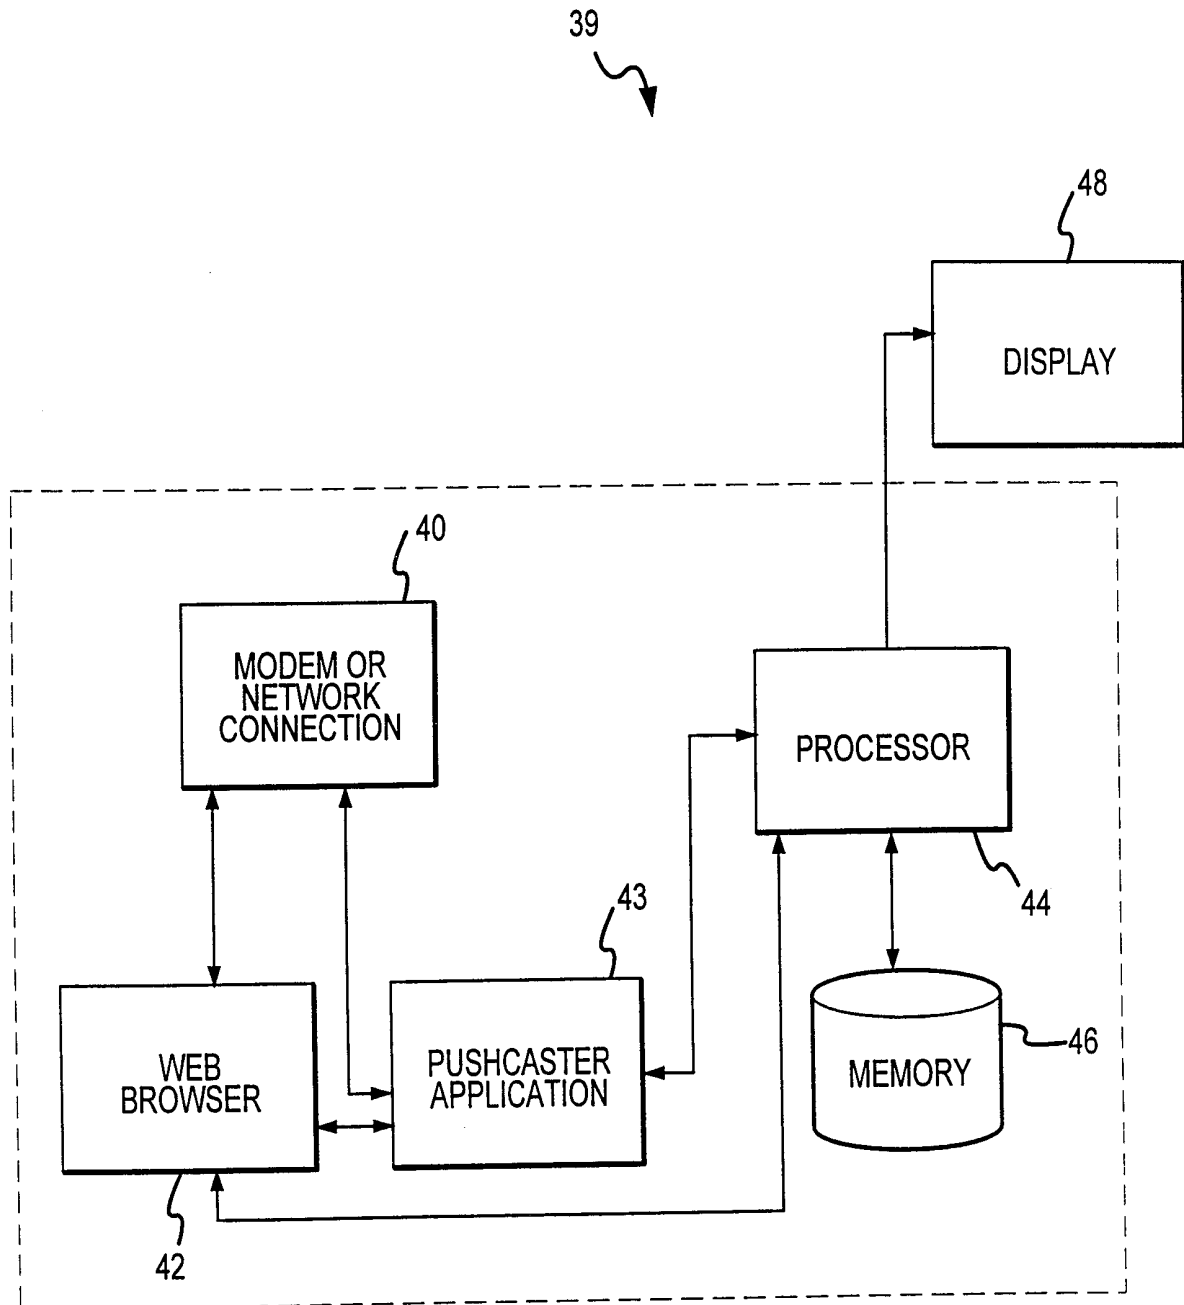 39
48
DISPLAY
40
MODEM OR
NETWORK
CONNECTION
PROCESSOR
44
43
WEB
BROWSER
PUSHCASTER
APPLICATION
MEMORY
46
42